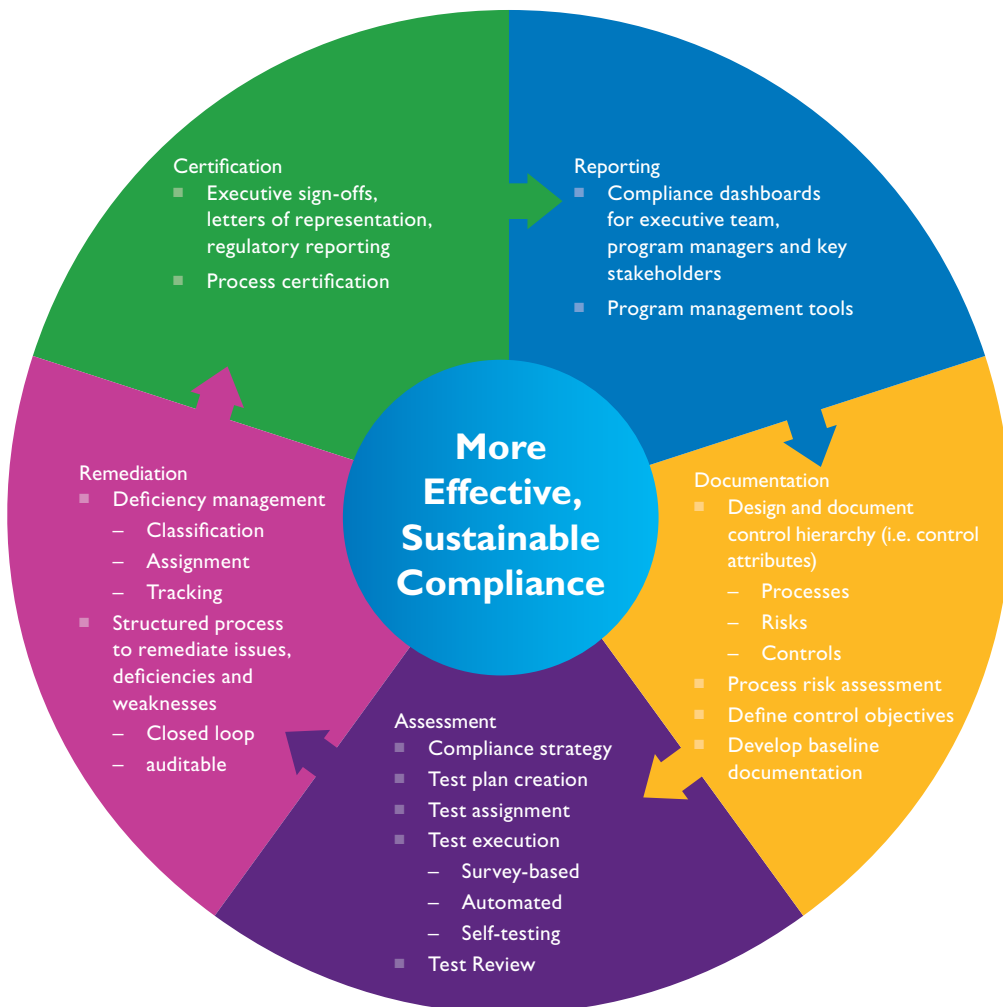 Certification
■ Executive sign-offs,
letters of representation,
regulatory reporting
■ Process certification
Reporting
■ Compliance dashboards
for executive team,
program managers and key
stakeholders
■ Program management tools
More
Effective,
Sustainable
Compliance
Remediation
■ Deficiency management
– Classification
– Assignment
– Tracking
■ Structured process
to remediate issues,
deficiencies and
weaknesses
– Closed loop
– auditable
Documentation
■ Design and document
control hierarchy (i.e. control
attributes)
– Processes
– Risks
– Controls
■ Process risk assessment
■ Define control objectives
■ Develop baseline
documentation
Assessment
■ Compliance strategy
■ Test plan creation
■ Test assignment
■ Test execution
– Survey-based
– Automated
– Self-testing
■ Test Review